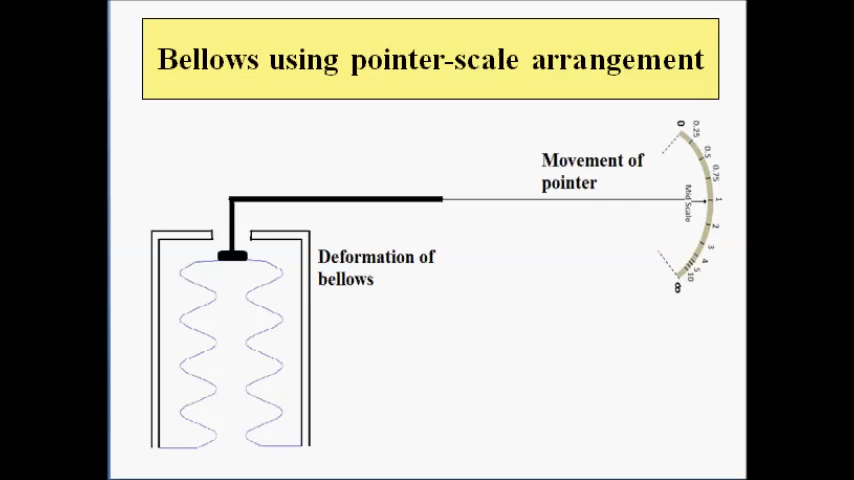 Bellows using pointer-scale arrangement
Movement of
pointer
0
0.25
0.5
0.75
1
Mid Scale
2
3
4
5
10
∞
Deformation of
bellows